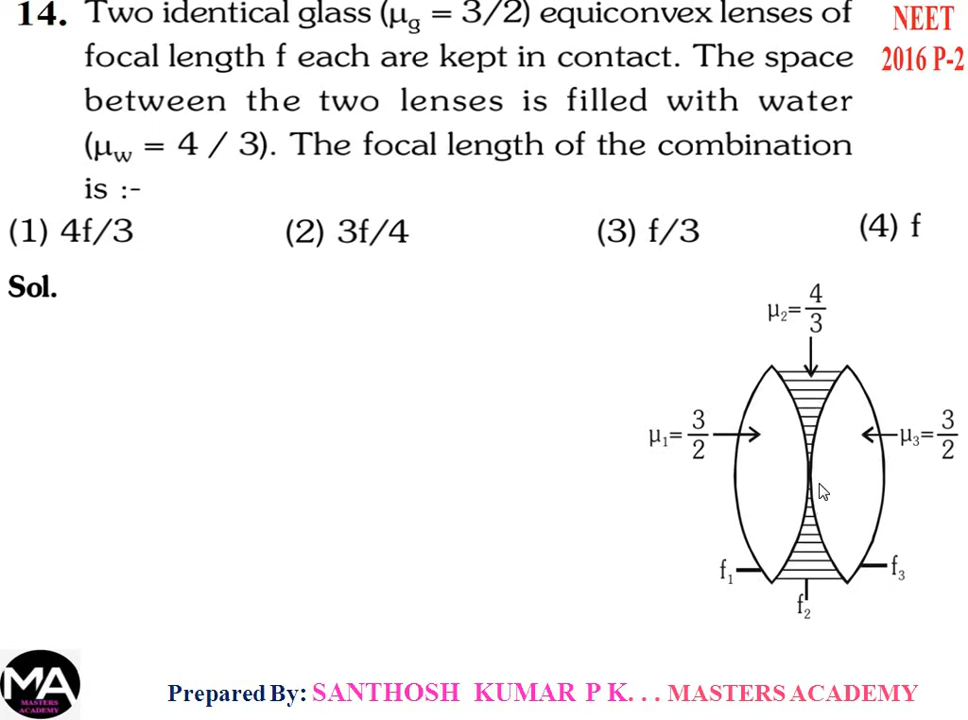 14. Two identical glass (μg = 3/2) equiconvex lenses of
focal length f each are kept in contact. The space
between the two lenses is filled with water
(μw = 4 / 3). The focal length of the combination
is :-
NEET
2016 P-2
(1) 4f/3 (2) 3f/4 (3) f/3 (4) f
Sol.
μ2=4/3
μ1=3/2
μ3=3/2
f1
f3
f2
MA
MASTERS
ACADEMY
Prepared By: SANTHOSH KUMAR P K. . . MASTERS ACADEMY